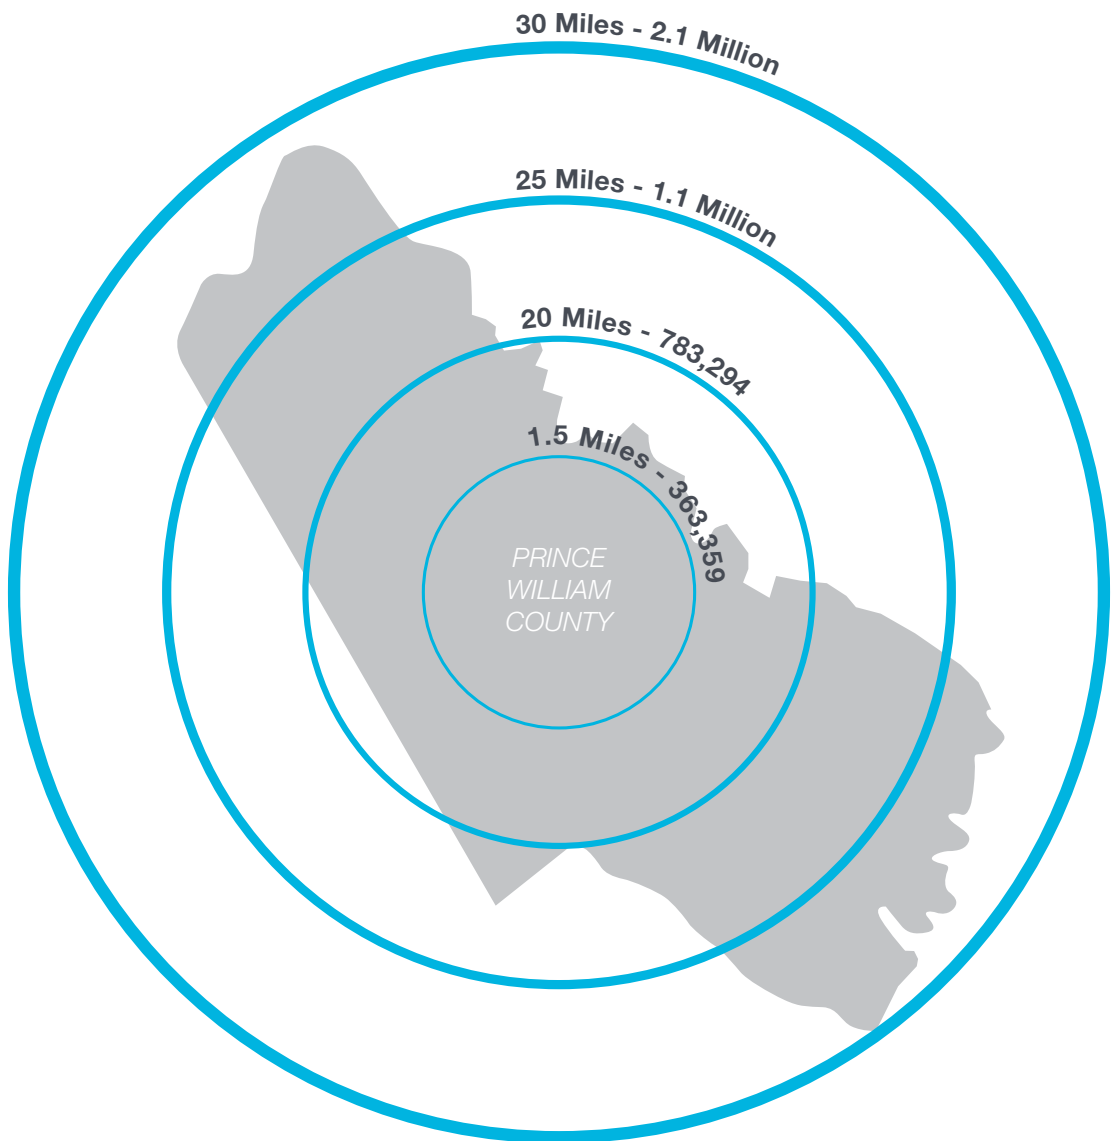 30 Miles - 2.1 Million
25 Miles - 1.1 Million
20 Miles - 783,294
1.5 Miles - 363,359
PRINCE
WILLIAM
COUNTY